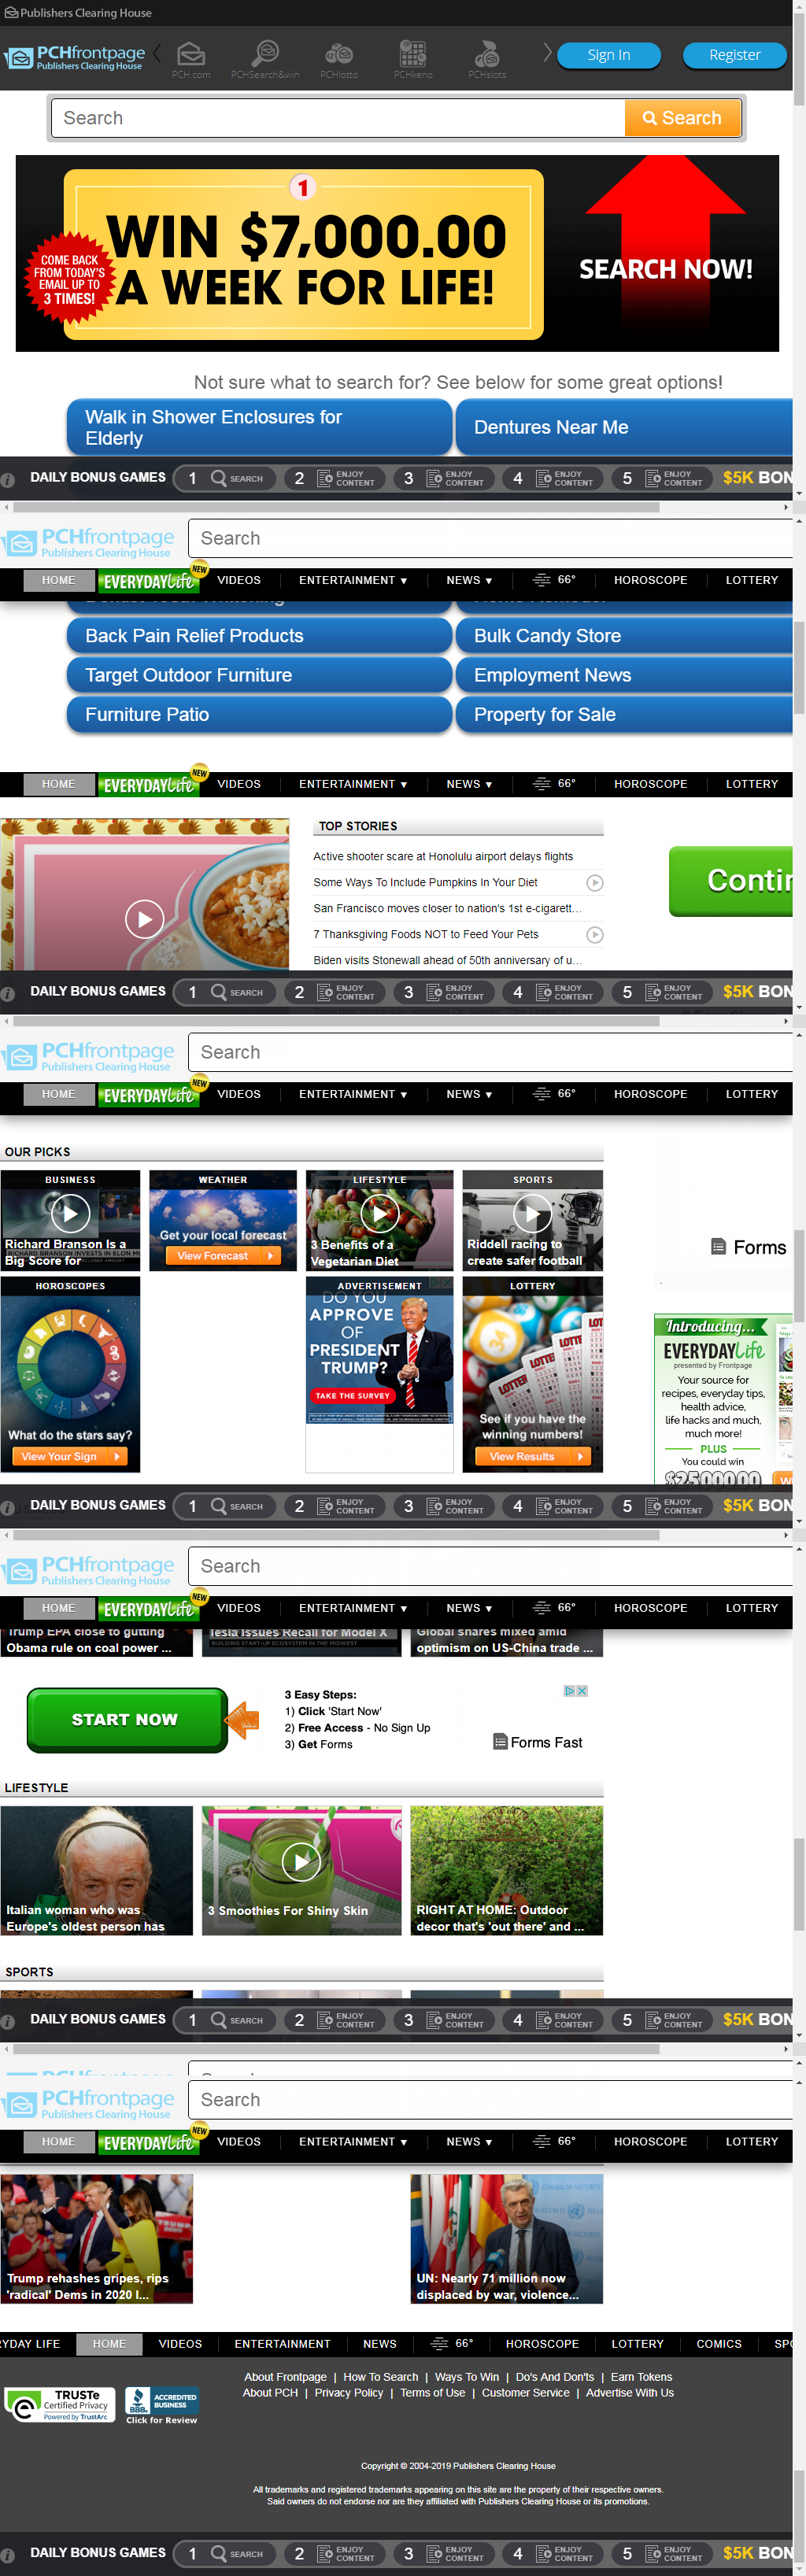 Publishers Clearing House
PCHfrontpage
Publishers Clearing House
PCH.com
PCHSearch&win
PCHlotto
PCHkeno
PCHslots
Sign In
Register
Search
Search
1
WIN $7,000.00
A WEEK FOR LIFE!
COME BACK
FROM TODAY'S
EMAIL UP TO
3 TIMES!
SEARCH NOW!
Not sure what to search for? See below for some great options!
Walk in Shower Enclosures for
Elderly
Dentures Near Me
DAILY BONUS GAMES
1 SEARCH
2 ENJOY CONTENT
3 ENJOY CONTENT
4 ENJOY CONTENT
5 ENJOY CONTENT
$5K BON
PCHfrontpage
Publishers Clearing House
Search
HOME
EVERYDAYLife
NEW
VIDEOS
ENTERTAINMENT ▼
NEWS ▼
66°
HOROSCOPE
LOTTERY
Back Pain Relief Products
Bulk Candy Store
Target Outdoor Furniture
Employment News
Furniture Patio
Property for Sale
HOME
EVERYDAYLife
NEW
VIDEOS
ENTERTAINMENT ▼
NEWS ▼
66°
HOROSCOPE
LOTTERY
TOP STORIES
Active shooter scare at Honolulu airport delays flights
Some Ways To Include Pumpkins In Your Diet
San Francisco moves closer to nation's 1st e-cigarett...
7 Thanksgiving Foods NOT to Feed Your Pets
Biden visits Stonewall ahead of 50th anniversary of u...
Contin
DAILY BONUS GAMES
1 SEARCH
2 ENJOY CONTENT
3 ENJOY CONTENT
4 ENJOY CONTENT
5 ENJOY CONTENT
$5K BON
PCHfrontpage
Publishers Clearing House
Search
HOME
EVERYDAYLife
NEW
VIDEOS
ENTERTAINMENT ▼
NEWS ▼
66°
HOROSCOPE
LOTTERY
OUR PICKS
BUSINESS
Richard Branson Is a
Big Score for
WEATHER
Get your local forecast
View Forecast
LIFESTYLE
3 Benefits of a
Vegetarian Diet
SPORTS
Riddell racing to
create safer football
Forms
HOROSCOPES
What do the stars say?
View Your Sign
ADVERTISEMENT
DO YOU
APPROVE
OF
PRESIDENT
TRUMP?
TAKE THE SURVEY
LOTTERY
See if you have the
winning numbers!
View Results
Introducing...
EVERYDAYLife
presented by Frontpage
Your source for
recipes, everyday tips,
health advice,
life hacks and much,
much more!
PLUS
You could win
$25,000.00
DAILY BONUS GAMES
1 SEARCH
2 ENJOY CONTENT
3 ENJOY CONTENT
4 ENJOY CONTENT
5 ENJOY CONTENT
$5K BON
PCHfrontpage
Publishers Clearing House
Search
HOME
EVERYDAYLife
NEW
VIDEOS
ENTERTAINMENT ▼
NEWS ▼
66°
HOROSCOPE
LOTTERY
Trump EPA close to gutting
Obama rule on coal power ...
Tesla Issues Recall for Model X
BUILDING START-UP ECOSYSTEM IN THE MIDWEST
Global shares mixed amid
optimism on US-China trade ...
START NOW
3 Easy Steps:
1) Click 'Start Now'
2) Free Access - No Sign Up
3) Get Forms
Forms Fast
LIFESTYLE
Italian woman who was
Europe's oldest person has
3 Smoothies For Shiny Skin
RIGHT AT HOME: Outdoor
decor that's 'out there' and ...
SPORTS
DAILY BONUS GAMES
1 SEARCH
2 ENJOY CONTENT
3 ENJOY CONTENT
4 ENJOY CONTENT
5 ENJOY CONTENT
$5K BON
PCHfrontpage
Publishers Clearing House
Search
HOME
EVERYDAYLife
NEW
VIDEOS
ENTERTAINMENT ▼
NEWS ▼
66°
HOROSCOPE
LOTTERY
Trump rehashes gripes, rips
'radical' Dems in 2020 l...
UN: Nearly 71 million now
displaced by war, violence...
RYDAY LIFE
HOME
VIDEOS
ENTERTAINMENT
NEWS
66°
HOROSCOPE
LOTTERY
COMICS
SPO
About Frontpage | How To Search | Ways To Win | Do's And Don'ts | Earn Tokens
About PCH | Privacy Policy | Terms of Use | Customer Service | Advertise With Us
TRUSTe
Certified Privacy
Powered by TrustArc
BBB
ACCREDITED
BUSINESS
Click for Review
Copyright © 2004-2019 Publishers Clearing House
All trademarks and registered trademarks appearing on this site are the property of their respective owners.
Said owners do not endorse nor are they affiliated with Publishers Clearing House or its promotions.
DAILY BONUS GAMES
1 SEARCH
2 ENJOY CONTENT
3 ENJOY CONTENT
4 ENJOY CONTENT
5 ENJOY CONTENT
$5K BON